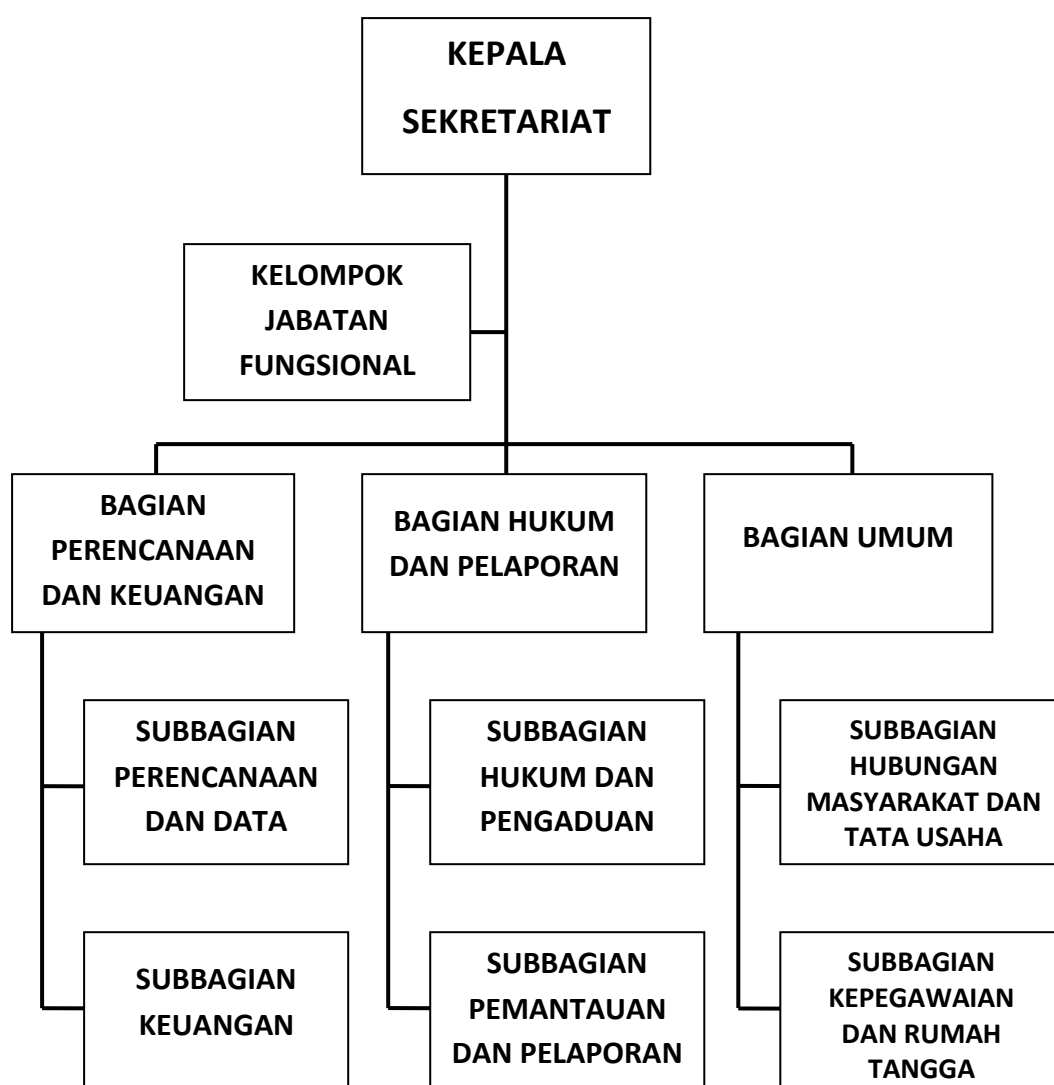 KEPALA
SEKRETARIAT
KELOMPOK
JABATAN
FUNGSIONAL
BAGIAN
PERENCANAAN
DAN KEUANGAN
BAGIAN HUKUM
DAN PELAPORAN
BAGIAN UMUM
SUBBAGIAN
PERENCANAAN
DAN DATA
SUBBAGIAN
HUKUM DAN
PENGADUAN
SUBBAGIAN
HUBUNGAN
MASYARAKAT DAN
TATA USAHA
SUBBAGIAN
KEUANGAN
SUBBAGIAN
PEMANTAUAN
DAN PELAPORAN
SUBBAGIAN
KEPEGAWAIAN
DAN RUMAH
TANGGA